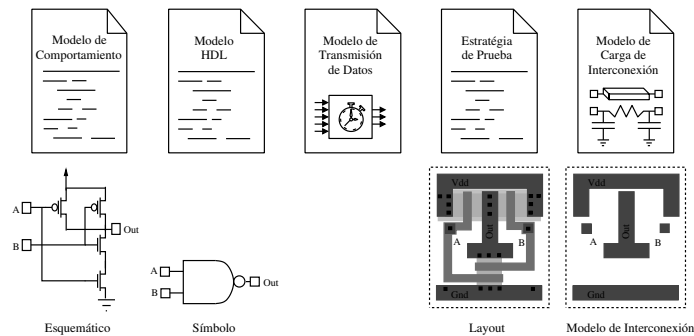 Modelo de
Comportamiento
Modelo
HDL
Modelo de
Transmisión
de Datos
Estratégia
de Prueba
Modelo de
Carga de
Interconexión
A
B
Out
Esquemático
A
B
Out
Símbolo
Vdd
Out
A
B
Gnd
Layout
Vdd
Out
A
B
Gnd
Modelo de Interconexión